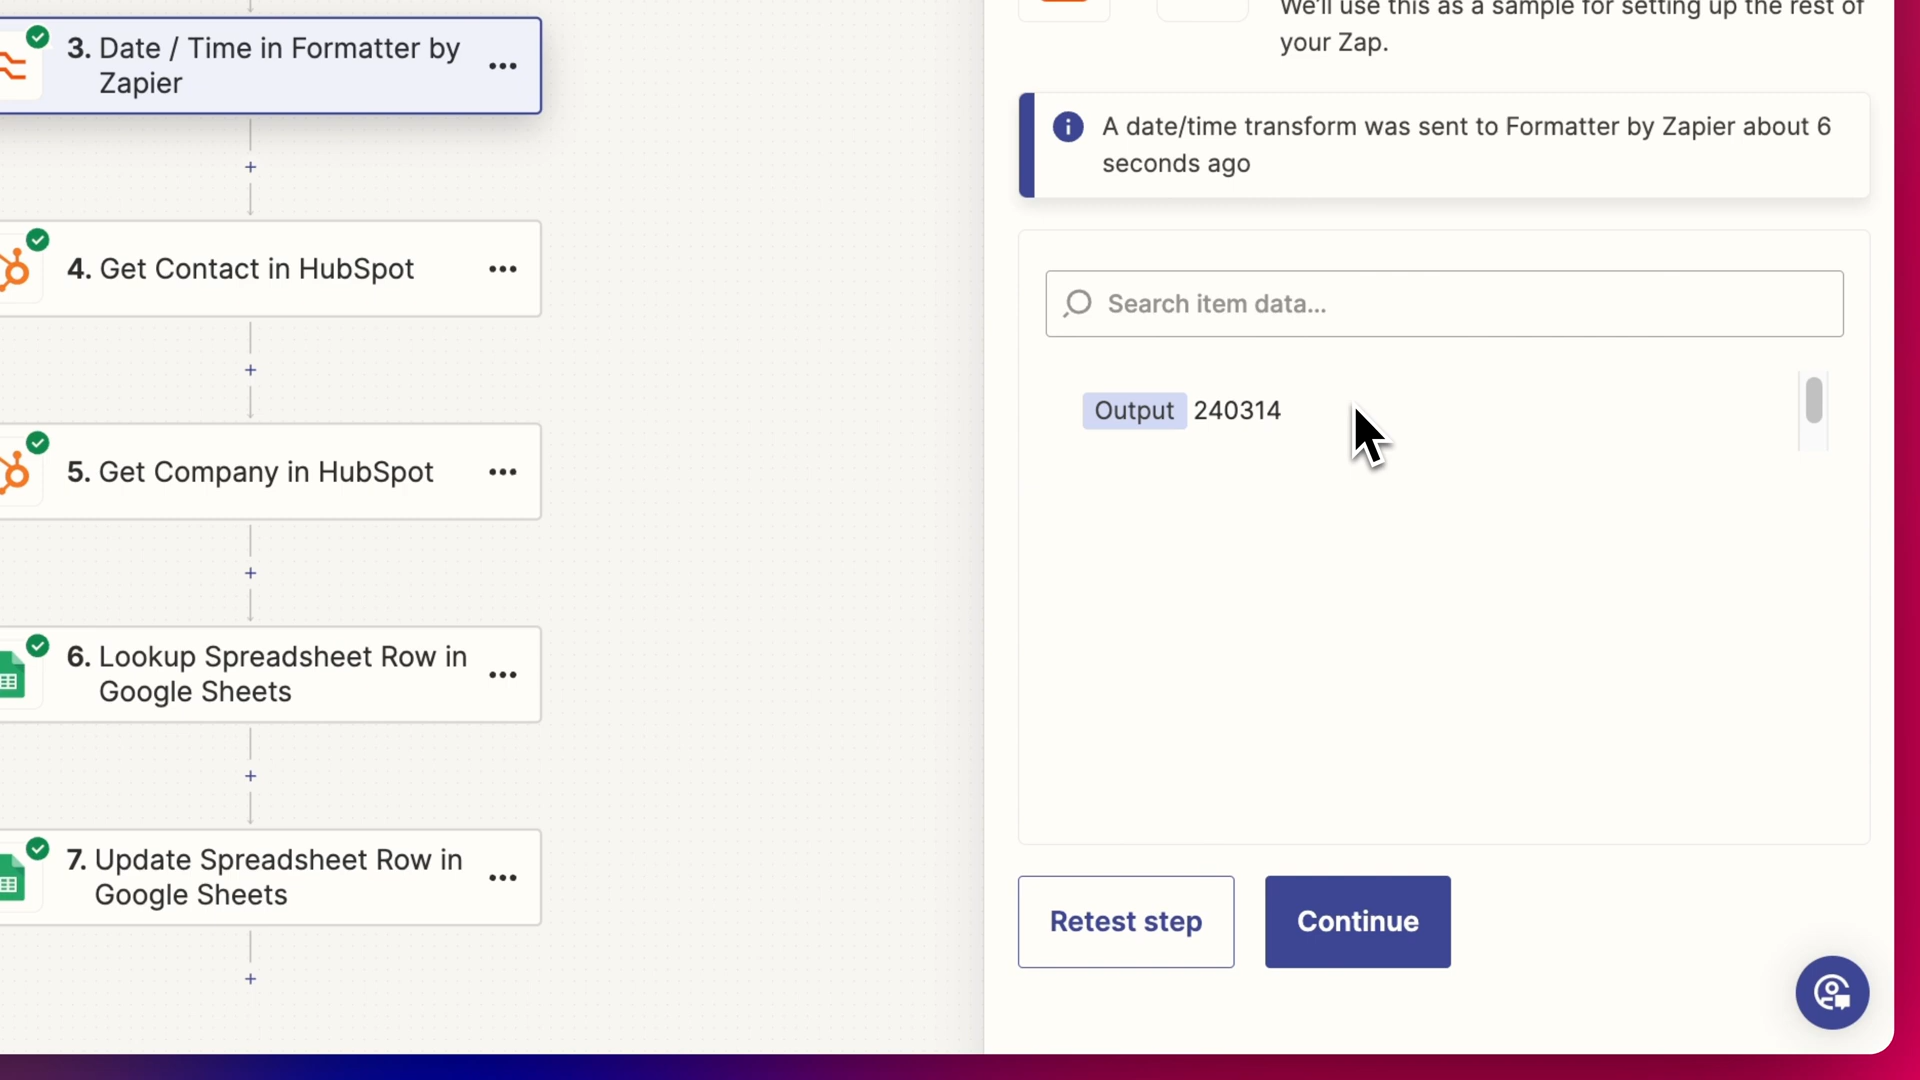 3. Date / Time in Formatter by
Zapier
4. Get Contact in HubSpot
5. Get Company in HubSpot
6. Lookup Spreadsheet Row in
Google Sheets
7. Update Spreadsheet Row in
Google Sheets
We'll use this as a sample for setting up the rest of
your Zap.
A date/time transform was sent to Formatter by Zapier about 6
seconds ago
Search item data...
Output 240314
Retest step
Continue